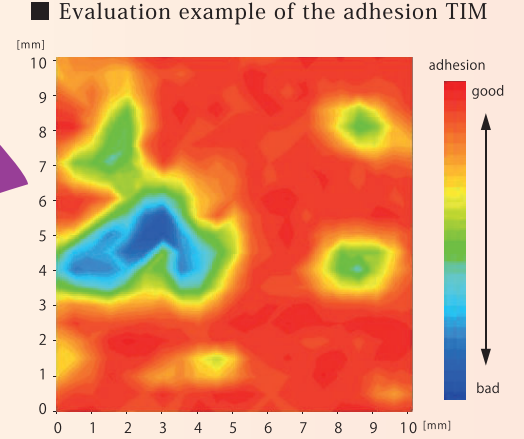 ■ Evaluation example of the adhesion TIM
[mm]
adhesion
good
bad
10
9
8
7
6
5
4
3
2
1
0
0 1 2 3 4 5 6 7 8 9 10 [mm]